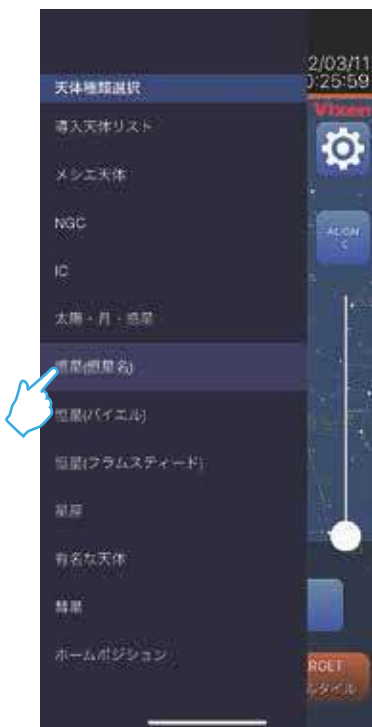 2/03/11
0:25:59
天体種類選択
Vixen
導入天体リスト
メシエ天体
NGC
ALIGN
IC
太陽・月・惑星
恒星(恒星名)
恒星(バイエル)
恒星(フラムスティード)
星座
有名な天体
彗星
ホームポジション
RGET